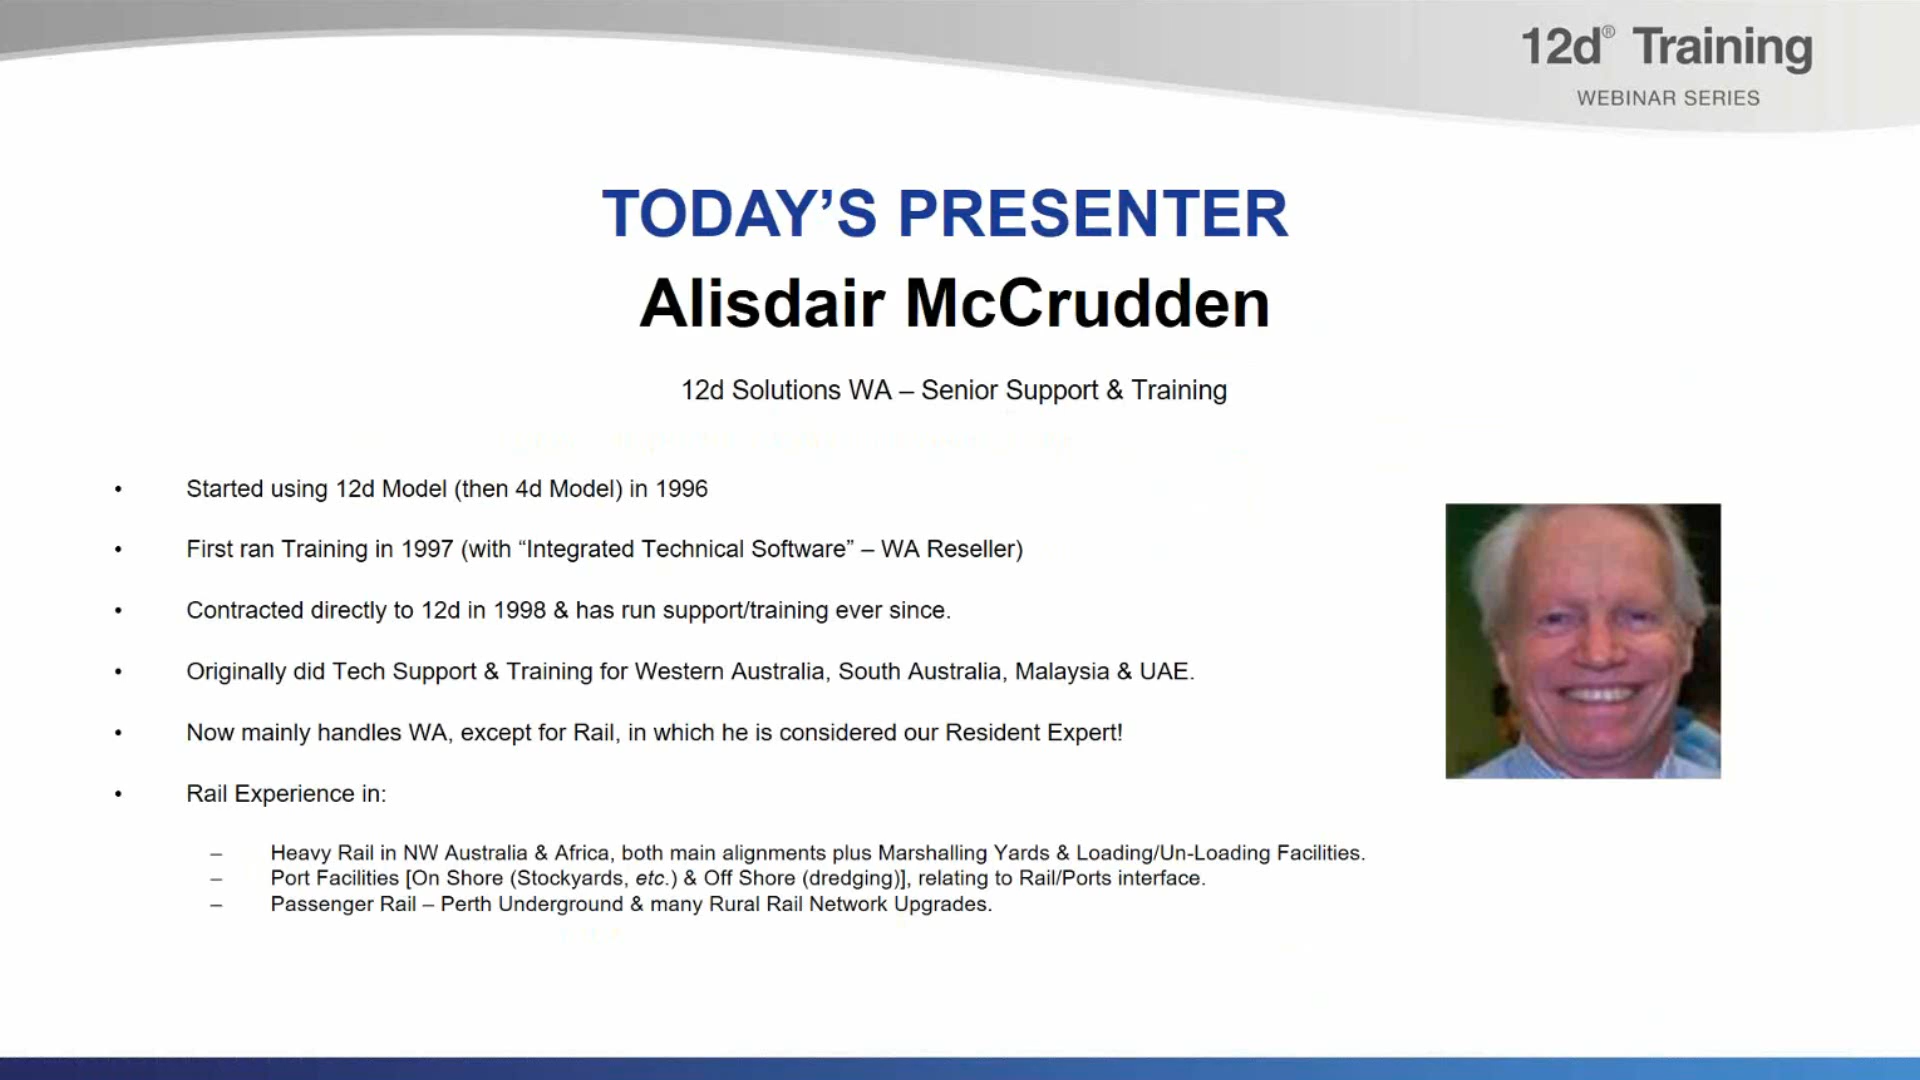 12d® Training
WEBINAR SERIES
TODAY’S PRESENTER
Alisdair McCrudden
12d Solutions WA – Senior Support & Training
• Started using 12d Model (then 4d Model) in 1996
• First ran Training in 1997 (with “Integrated Technical Software” – WA Reseller)
• Contracted directly to 12d in 1998 & has run support/training ever since.
• Originally did Tech Support & Training for Western Australia, South Australia, Malaysia & UAE.
• Now mainly handles WA, except for Rail, in which he is considered our Resident Expert!
• Rail Experience in:
– Heavy Rail in NW Australia & Africa, both main alignments plus Marshalling Yards & Loading/Un-Loading Facilities.
– Port Facilities [On Shore (Stockyards, etc.) & Off Shore (dredging)], relating to Rail/Ports interface.
– Passenger Rail – Perth Underground & many Rural Rail Network Upgrades.